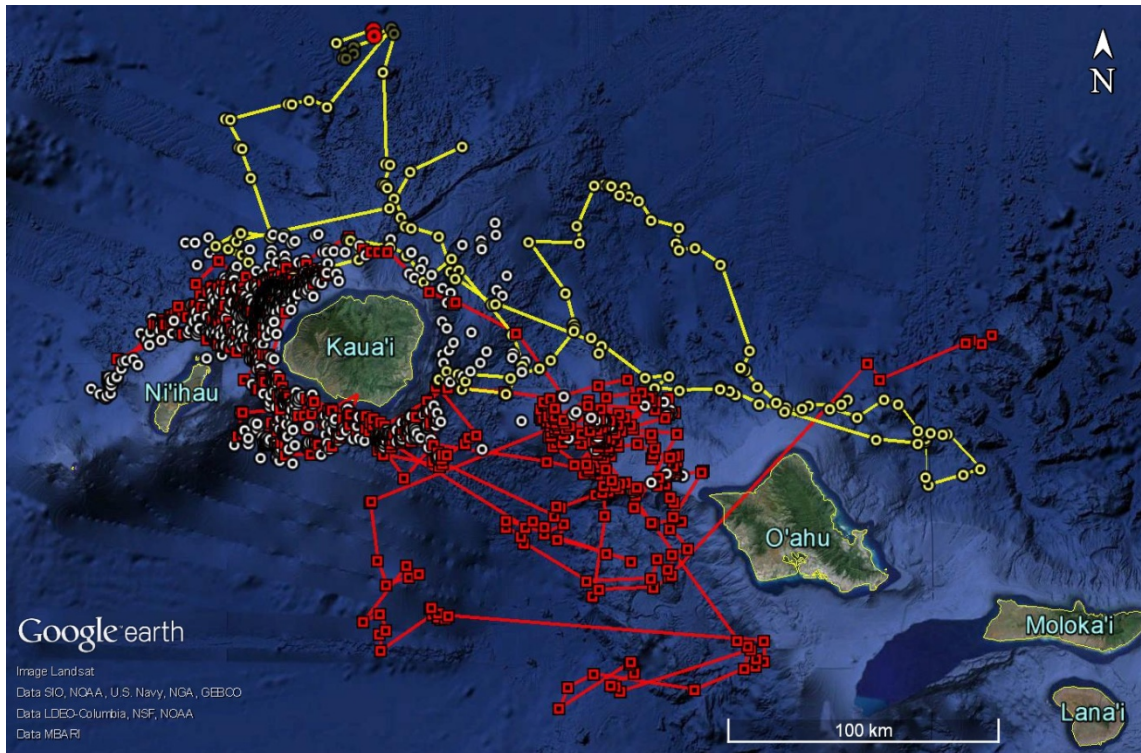 N
Kaua'i
Ni'ihau
O'ahu
Moloka'i
Lana'i
Google earth
Image Landsat
Data SIO, NOAA, U.S. Navy, NGA, GEBCO
Data LDEO-Columbia, NSF, NOAA
Data MBARI
100 km